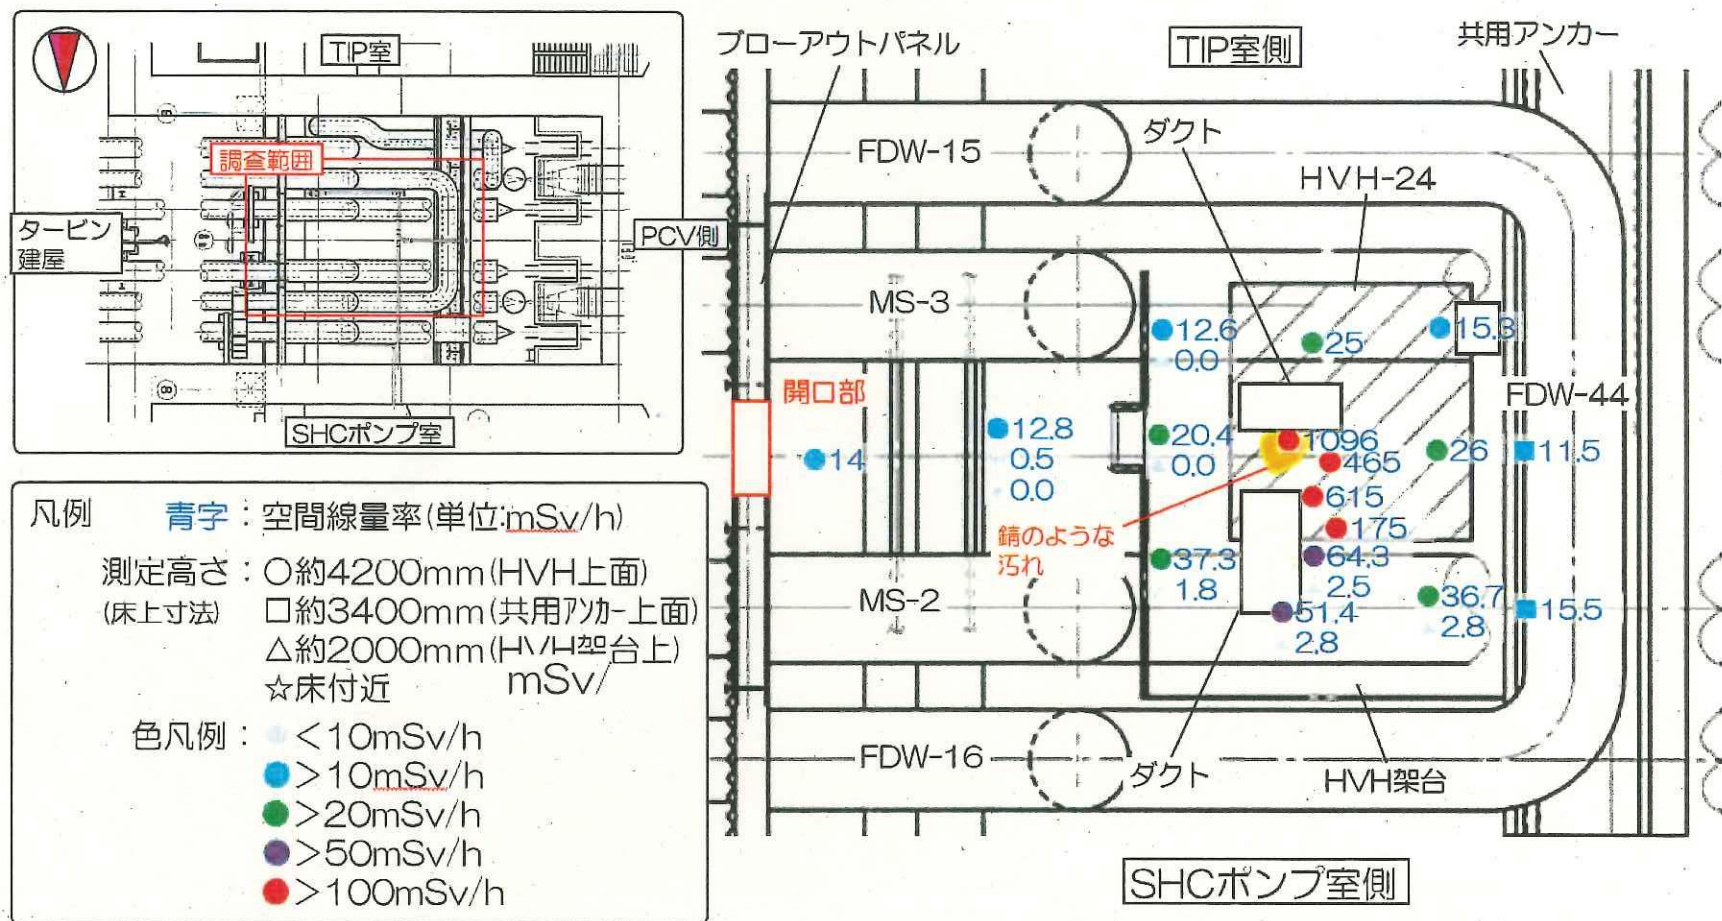 TIP室
調査範囲
タービン
建屋
PCV側
SHCポンプ室
凡例
青字：空間線量率(単位:mSv/h)
測定高さ：○約4200mm(HVH上面)
(床上寸法)
□約3400mm(共用ｱﾝｶｰ上面)
△約2000mm(HVH架台上)
☆床付近
mSv/
色凡例：
<10mSv/h
>10mSv/h
>20mSv/h
>50mSv/h
>100mSv/h
ブローアウトパネル
TIP室側
共用アンカー
FDW-15
ダクト
HVH-24
MS-3
12.6
0.0
25
15.3
開口部
FDW-44
14
12.8
0.5
0.0
20.4
0.0
1096
465
26
11.5
615
175
錆のような
汚れ
37.3
1.8
64.3
2.5
MS-2
51.4
2.8
36.7
2.8
15.5
FDW-16
ダクト
HVH架台
SHCポンプ室側